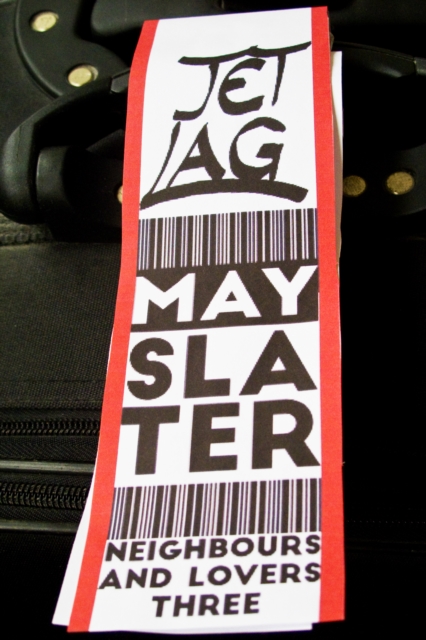 JET
LAG
MAY
SLA
TER
NEIGHBOURS
AND LOVERS
THREE